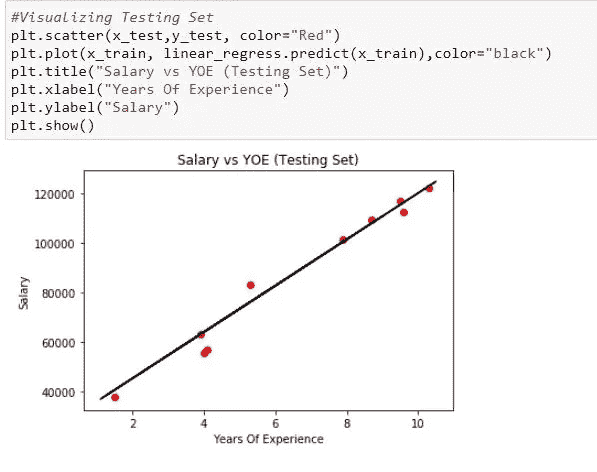 #Visualizing Testing Set
plt.scatter(x_test,y_test, color="Red")
plt.plot(x_train, linear_regress.predict(x_train),color="black")
plt.title("Salary vs YOE (Testing Set)")
plt.xlabel("Years Of Experience")
plt.ylabel("Salary")
plt.show()
Salary vs YOE (Testing Set)
120000
100000
80000
60000
40000
Salary
2 4 6 8 10
Years Of Experience